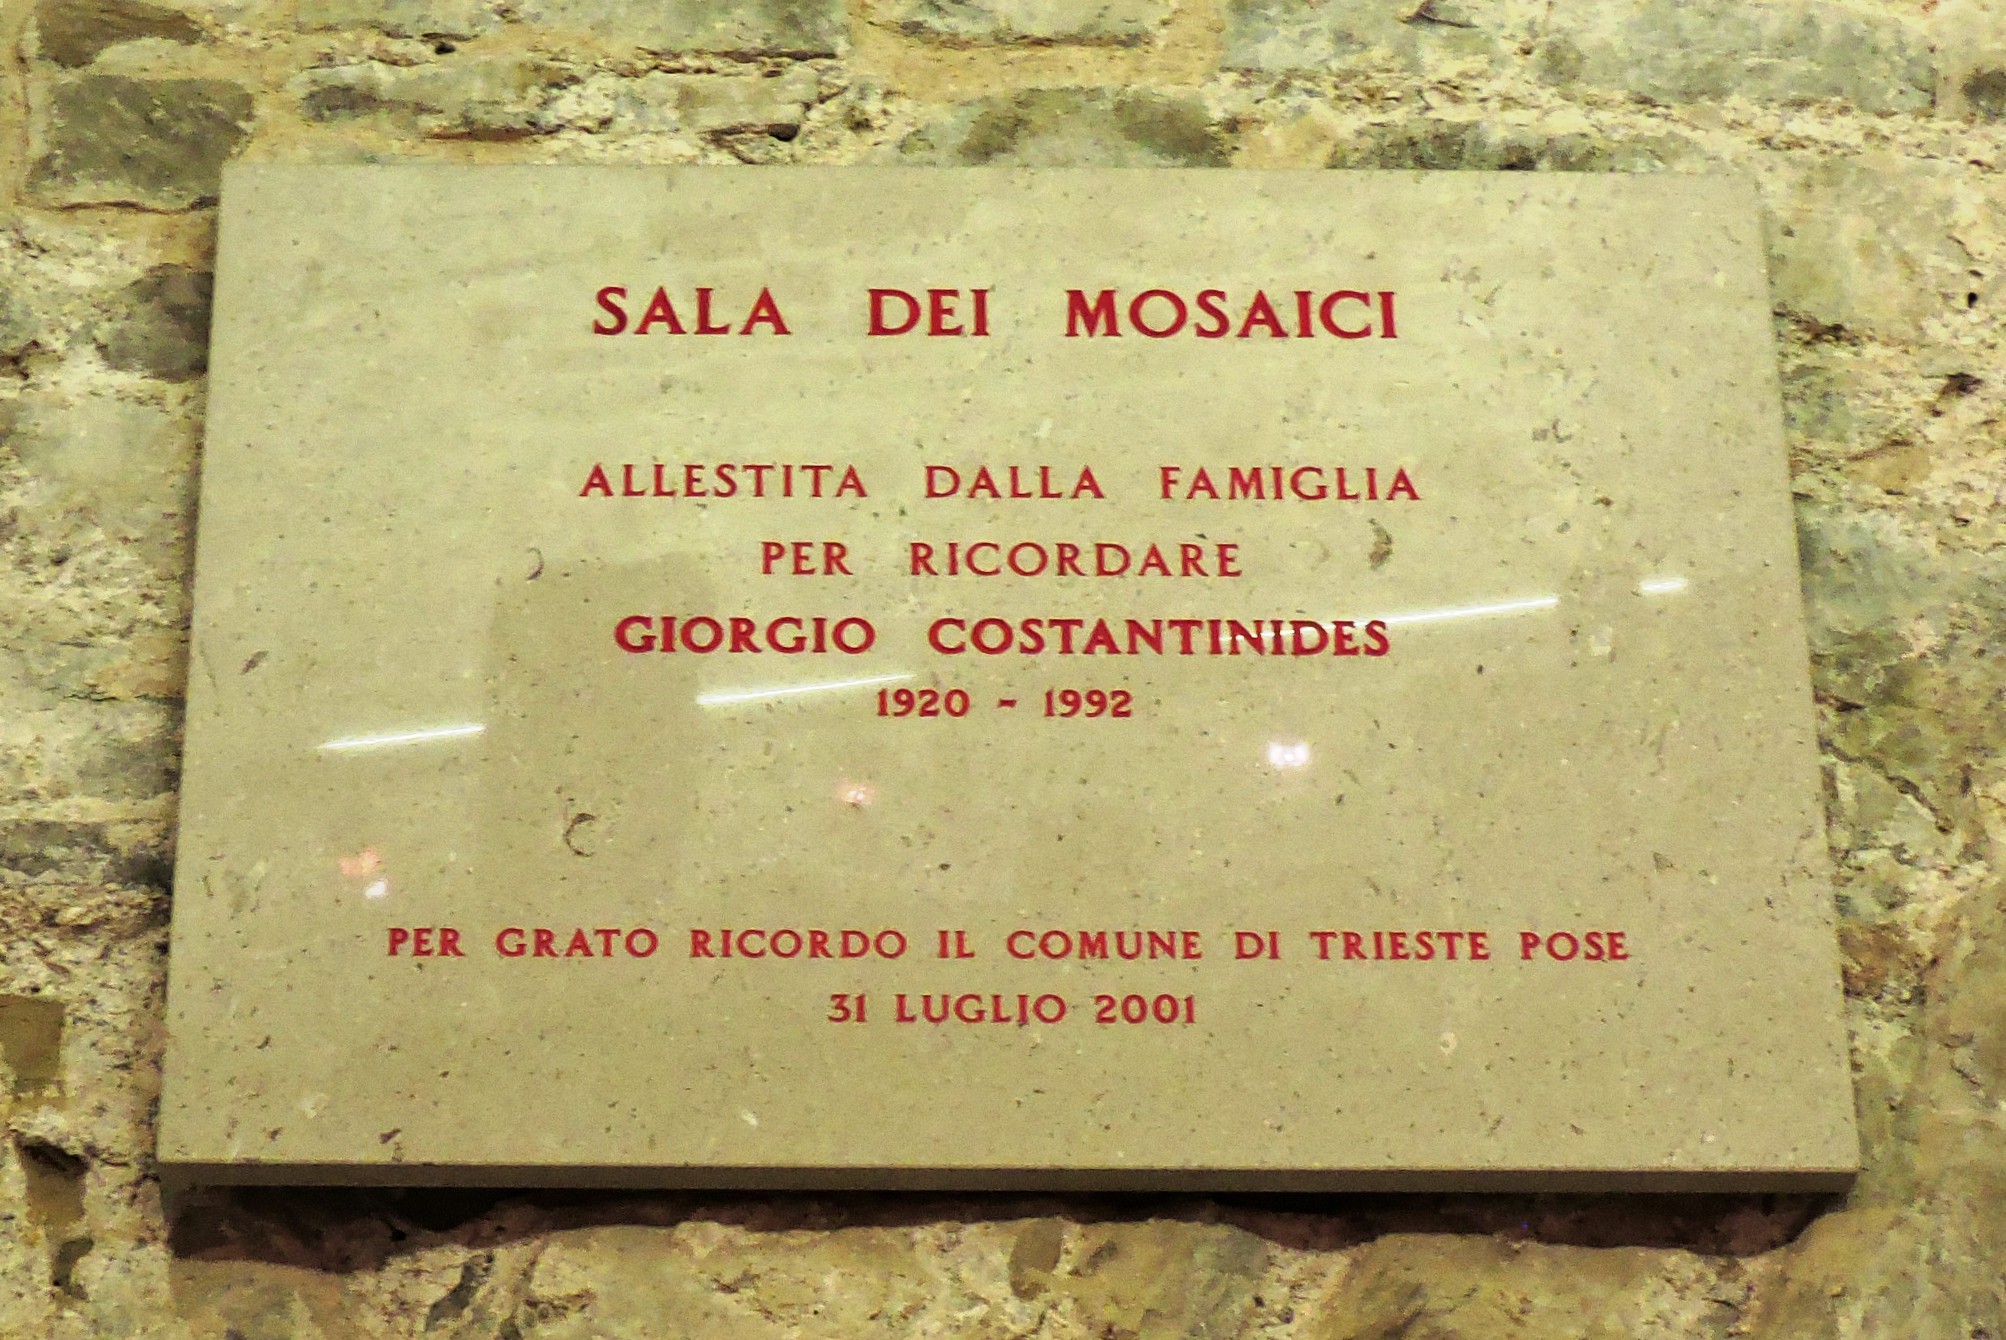 SALA DEI MOSAICI
ALLESTITA DALLA FAMIGLIA
PER RICORDARE
GIORGIO COSTANTINIDES
1920 - 1992
PER GRATO RICORDO IL COMUNE DI TRIESTE POSE
31 LUGLIO 2001